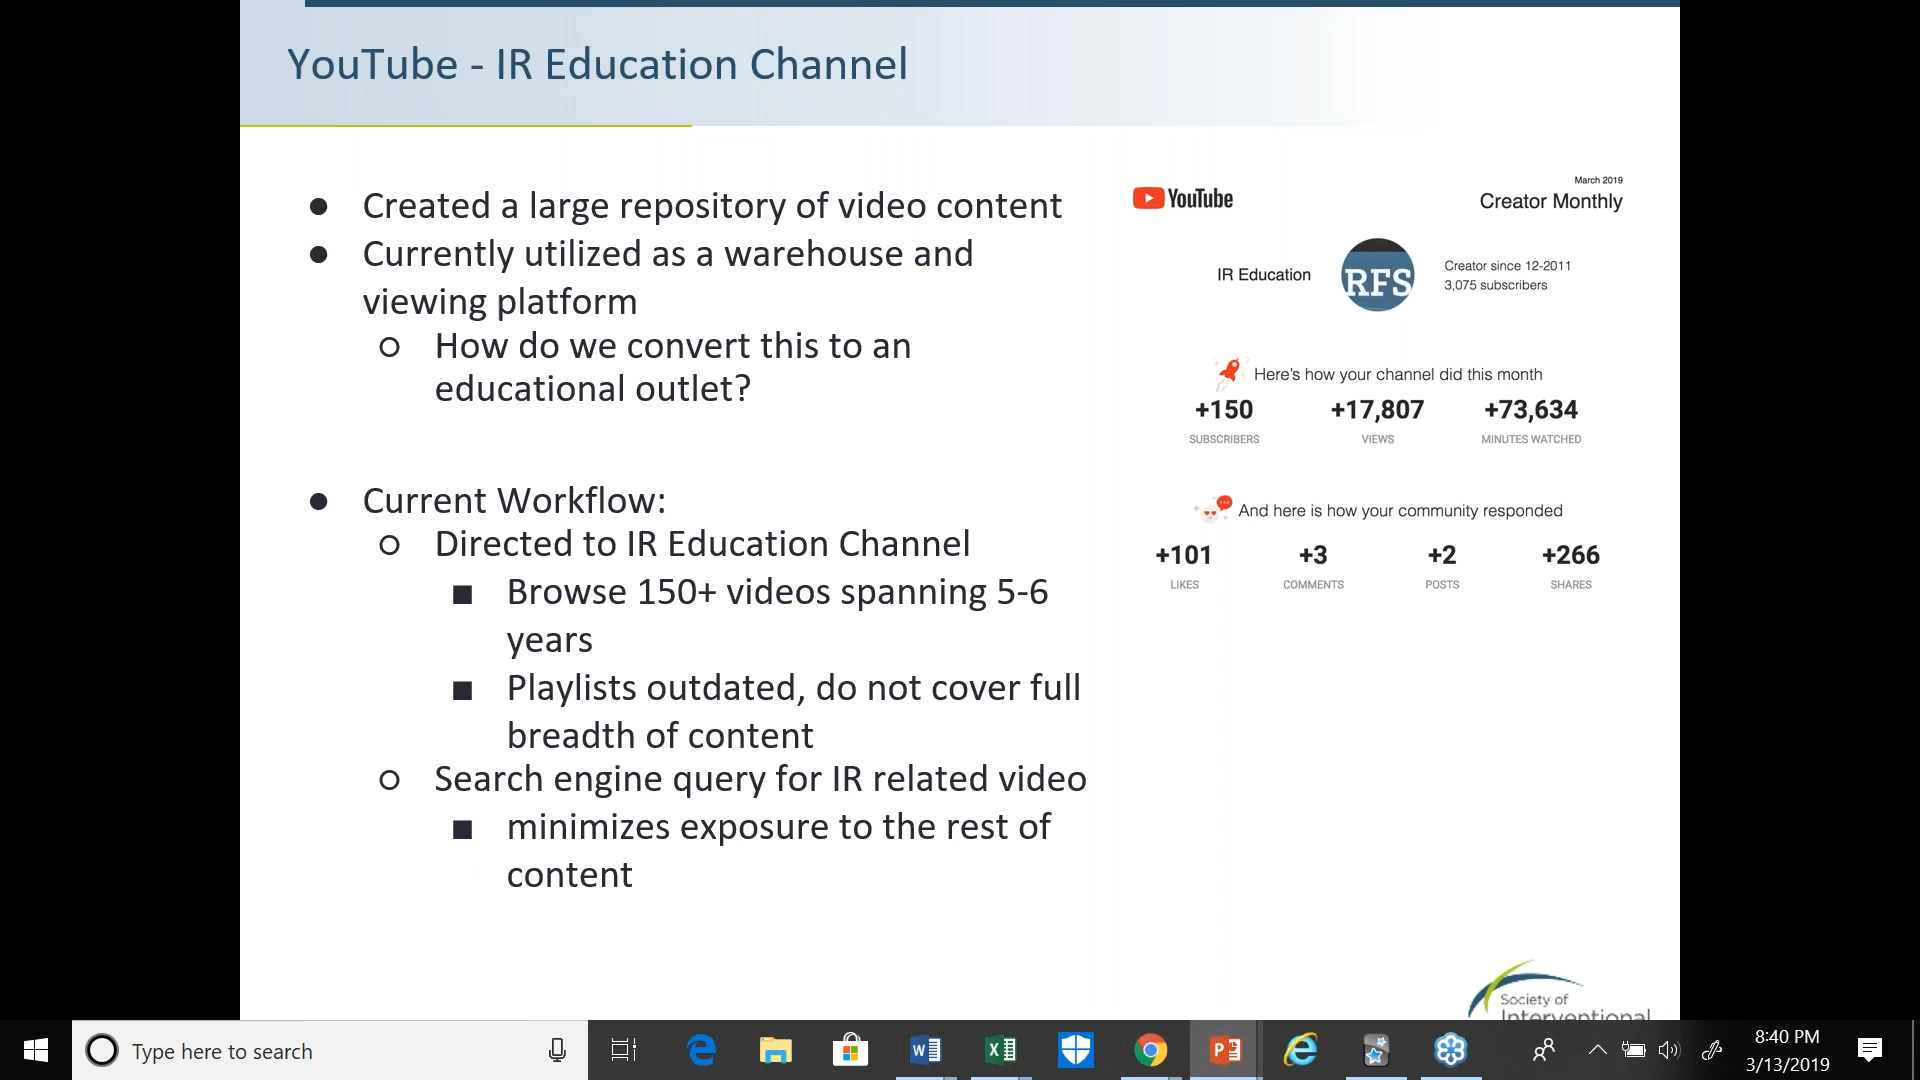 YouTube - IR Education Channel
● Created a large repository of video content
● Currently utilized as a warehouse and
viewing platform
○ How do we convert this to an
educational outlet?
● Current Workflow:
○ Directed to IR Education Channel
■ Browse 150+ videos spanning 5-6
years
■ Playlists outdated, do not cover full
breadth of content
○ Search engine query for IR related video
■ minimizes exposure to the rest of
content
YouTube
March 2019
Creator Monthly
IR Education
RFS
Creator since 12-2011
3,075 subscribers
Here's how your channel did this month
+150 +17,807 +73,634
SUBSCRIBERS VIEWS MINUTES WATCHED
And here is how your community responded
+101 +3 +2 +266
LIKES COMMENTS POSTS SHARES
Society of
Interventional
Type here to search
8:40 PM
3/13/2019